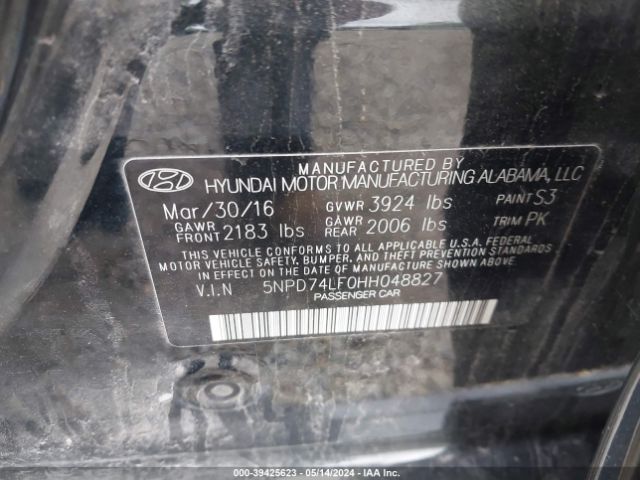 MANUFACTURED BY
HYUNDAI MOTOR MANUFACTURING ALABAMA, LLC
Mar/30/16 GVWR 3924 lbs PAINT S3
GAWR FRONT 2183 lbs GAWR REAR 2006 lbs TRIM PK
THIS VEHICLE CONFORMS TO ALL APPLICABLE U.S.A. FEDERAL
MOTOR VEHICLE SAFETY, BUMPER, AND THEFT PREVENTION STANDARDS
IN EFFECT ON THE DATE OF MANUFACTURE SHOWN ABOVE.
V.I.N 5NPD74LF0HH048827
PASSENGER CAR
000-39425623 - 05/14/2024 - IAA Inc.